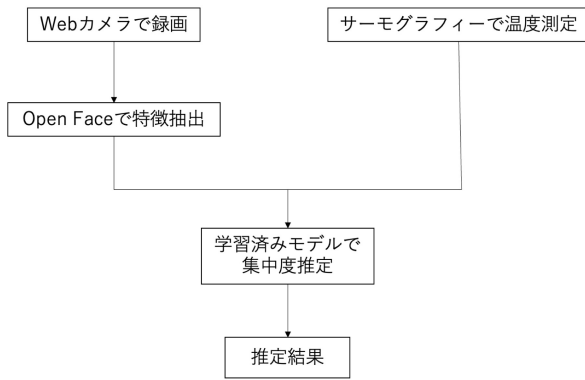 Webカメラで録画
サーモグラフィーで温度測定
Open Faceで特徴抽出
学習済みモデルで
集中度推定
推定結果